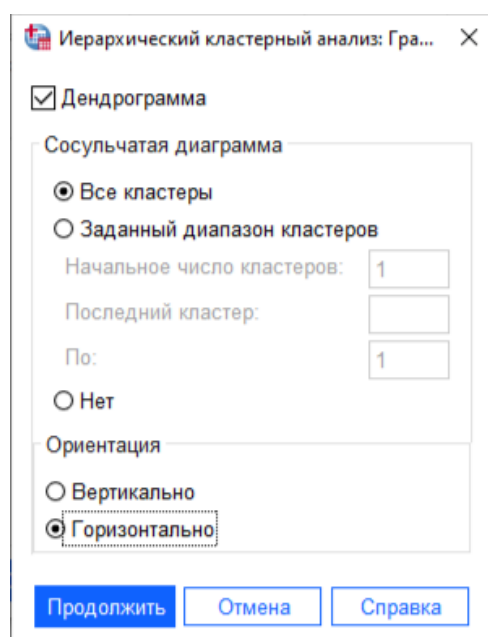 Иерархический кластерный анализ: Гра...
Дендрограмма
Сосульчатая диаграмма
Все кластеры
Заданный диапазон кластеров
Начальное число кластеров: 1
Последний кластер:
По: 1
Нет
Ориентация
Вертикально
Горизонтально
Продолжить Отмена Справка